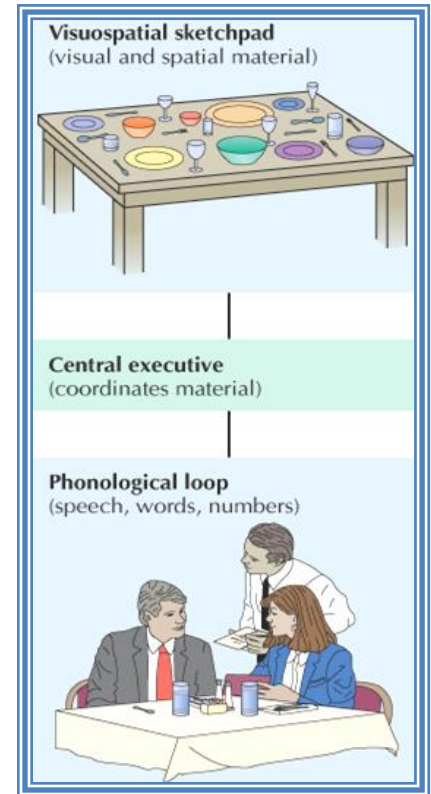 Visuospatial sketchpad
(visual and spatial material)
Central executive
(coordinates material)
Phonological loop
(speech, words, numbers)